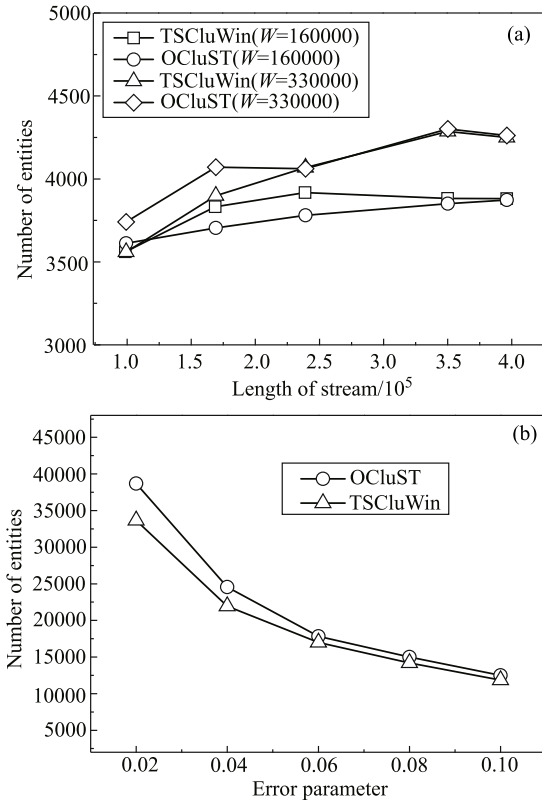 (a)
TSCluWin(W=160000)
OCluST(W=160000)
TSCluWin(W=330000)
OCluST(W=330000)
Number of entities
5000
4500
4000
3500
3000
1.0 1.5 2.0 2.5 3.0 3.5 4.0
Length of stream/10⁵
(b)
OCluST
TSCluWin
Number of entities
45000
40000
35000
30000
25000
20000
15000
10000
5000
0.02 0.04 0.06 0.08 0.10
Error parameter